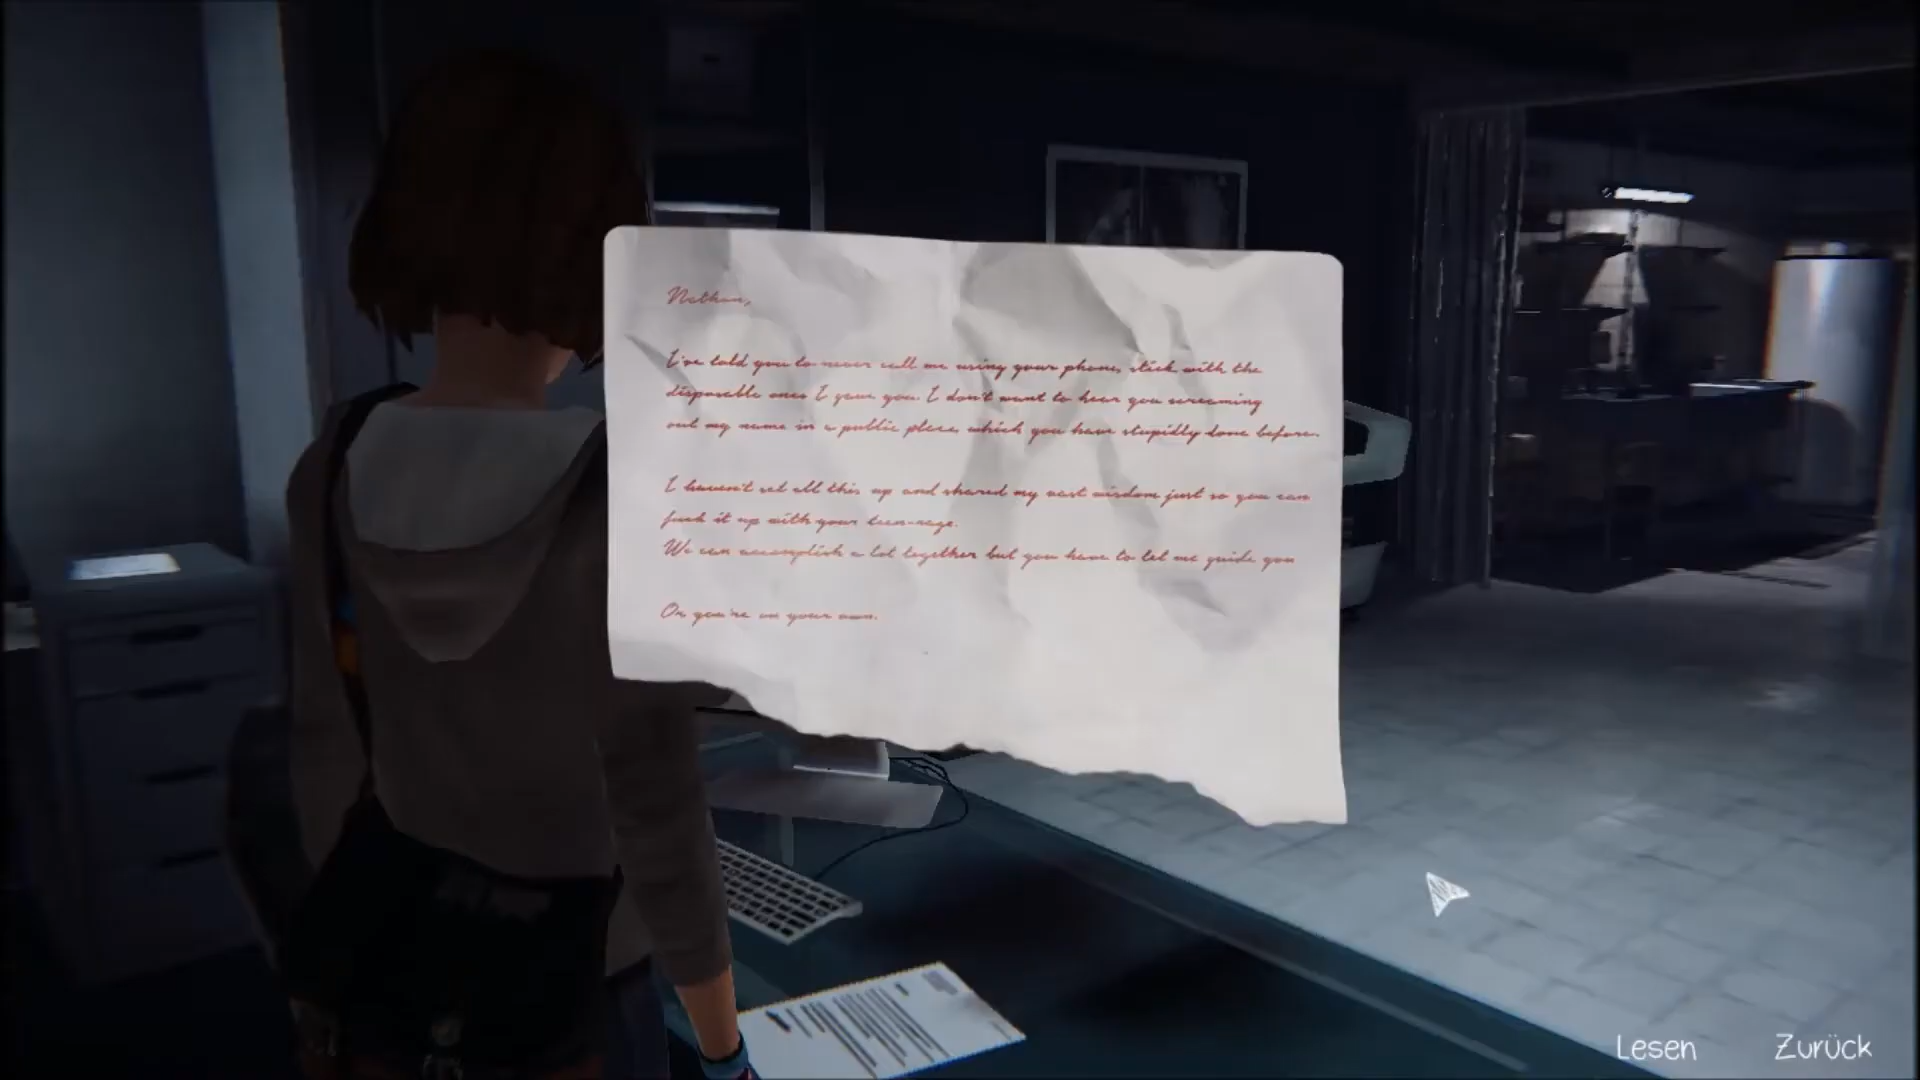 Nathan,
I've told you to never call me using your phone, stick with the
disposable ones I gave you. I don't want to hear you screaming
out my name in a public place, which you have stupidly done before.
I haven't set all this up and shared my vast wisdom just so you can
fuck it up with your teen-rage.
We can accomplish a lot together but you have to let me guide you
Or you're on your own.
Lesen
Zurück